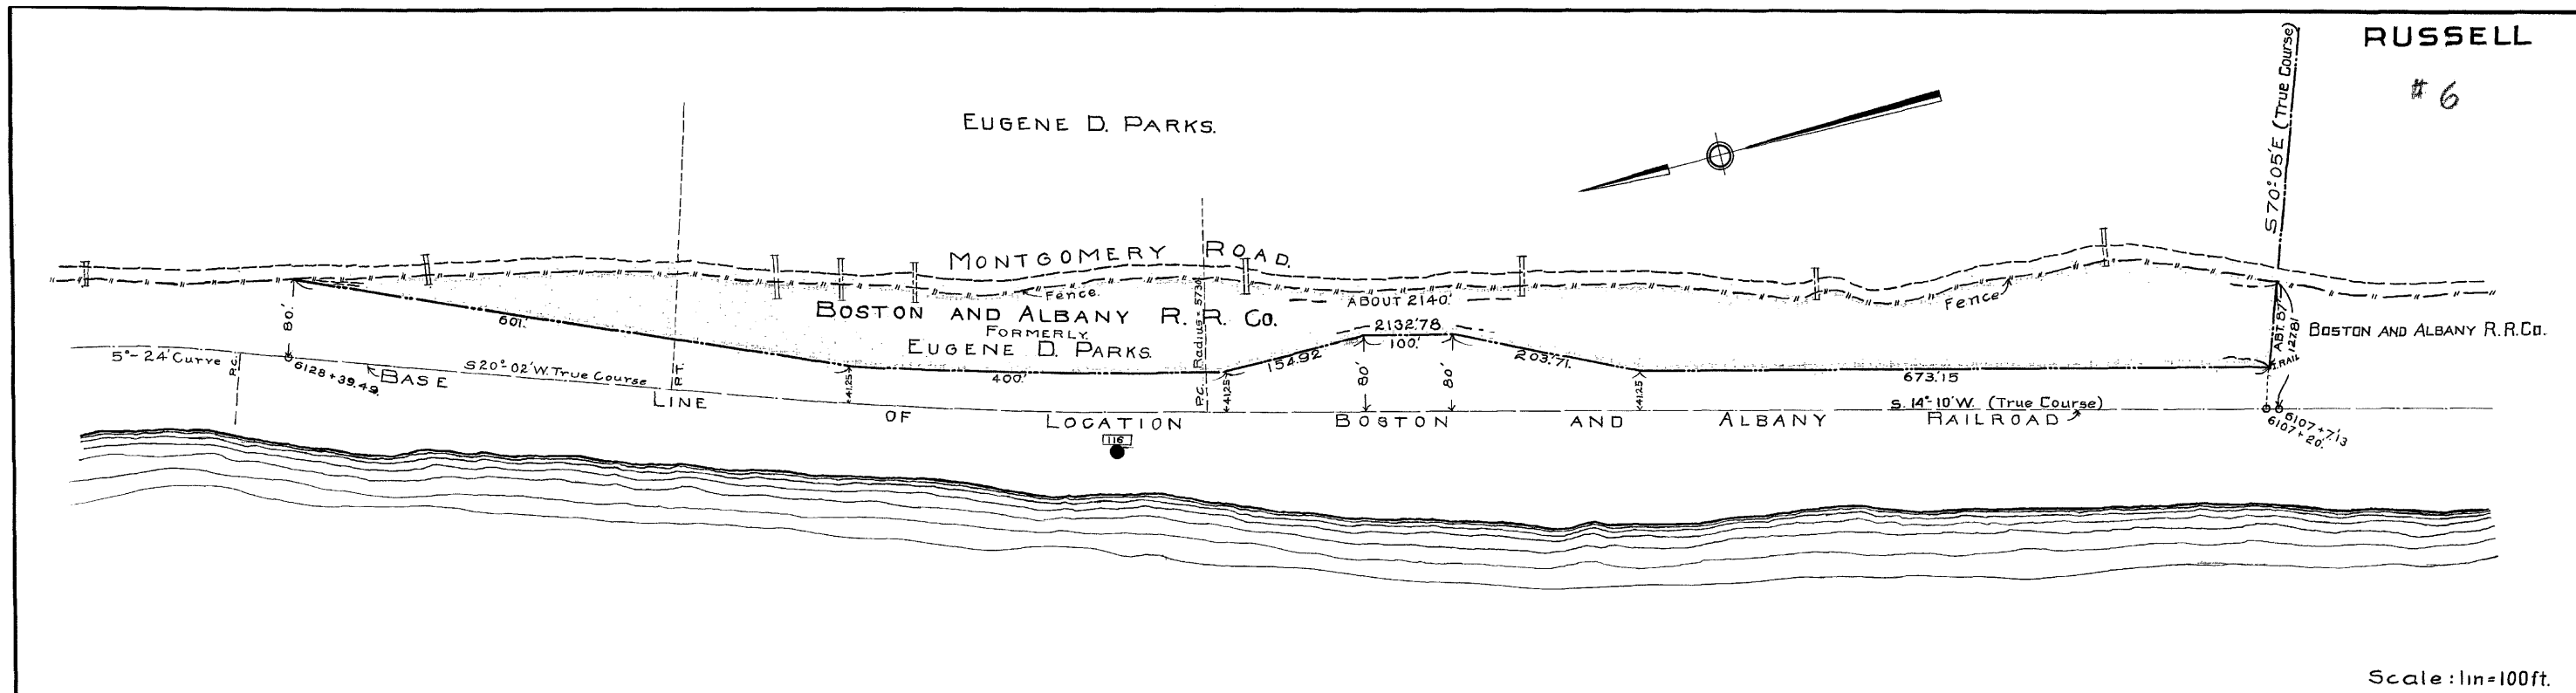 RUSSELL
# 6
EUGENE D. PARKS.
S 70°05'E (True Course)
MONTGOMERY ROAD.
Fence.
ABOUT 2140.'
Fence
BOSTON AND ALBANY R. R. CO.
FORMERLY
EUGENE D. PARKS.
P.C. Radius = 5730
2132.'78
100.'
154.92'
203.'71.
80.'
601.'
400.'
41.25
41.25
80'
80'
41.25
673.'15
ABT. 87'
127.81
RAIL
BOSTON AND ALBANY R.R.CO.
5°-24' Curve
P.C.
6128+39.49.
BASE
S20°-02'W. True Course
P.T.
LINE OF LOCATION BOSTON AND ALBANY RAILROAD
S. 14°-10'W. (True Course)
6107+7.'13
6107+20.'
116
Scale: 1in=100ft.